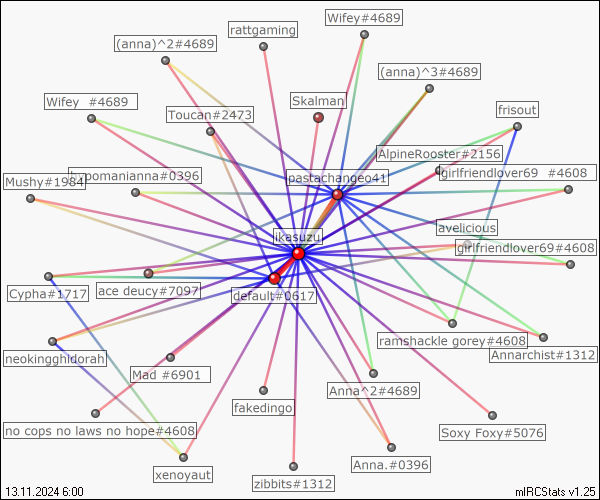 rattgaming
Wifey#4689
(anna)^2#4689
(anna)^3#4689
Wifey  #4689
Skalman
Toucan#2473
frisout
AlpineRooster#2156
girlfriendlover69  #4608
pastachangeo41
hypomanianna#0396
Mushy#1984
avelicious
ikasuzu
girlfriendlover69#4608
Cypha#1717
ace deucy#7097
default#0617
ramshackle gorey#4608
Annarchist#1312
neokingghidorah
Mad #6901
Anna^2#4689
fakedingo
no cops no laws no hope#4608
Soxy Foxy#5076
xenoyaut
Anna.#0396
zibbits#1312
13.11.2024 6:00
mIRCStats v1.25